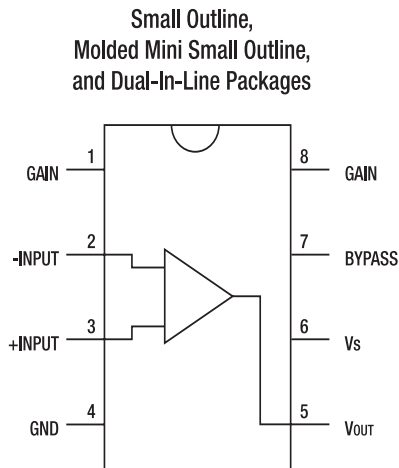 Small Outline,
Molded Mini Small Outline,
and Dual-In-Line Packages
GAIN 1 8 GAIN
-INPUT 2 7 BYPASS
+INPUT 3 6 Vs
GND 4 5 VOUT